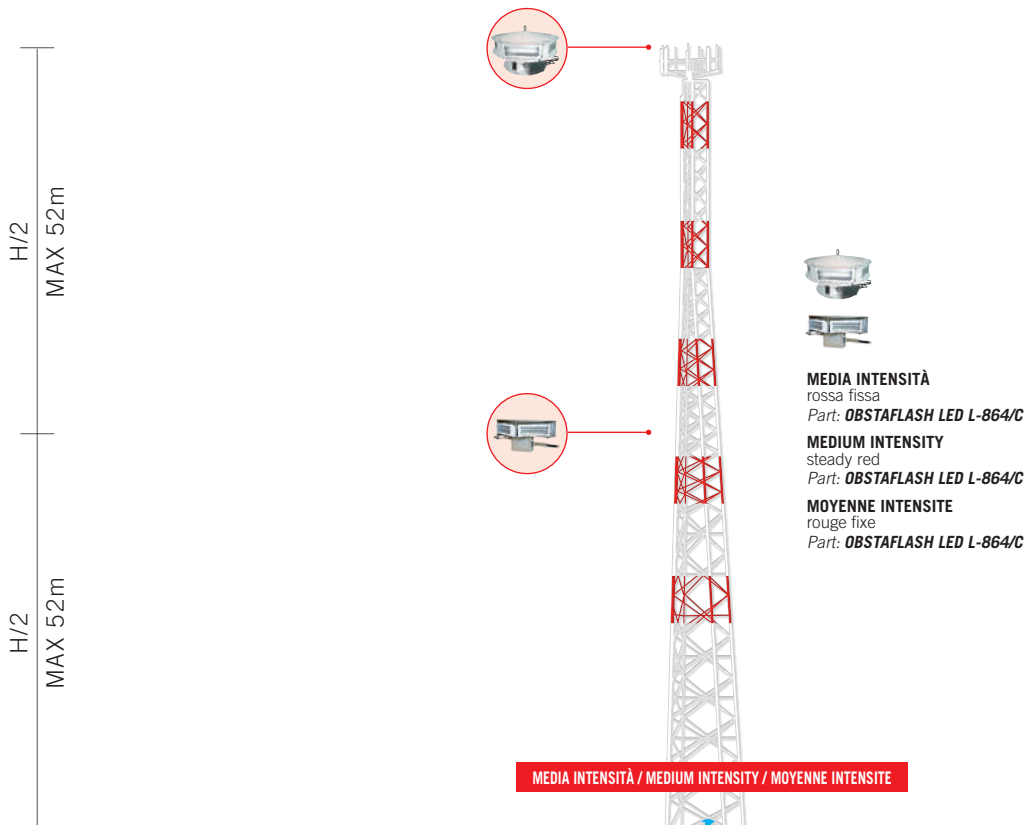 H/2
MAX 52m
H/2
MAX 52m
MEDIA INTENSITÀ
rossa fissa
Part: OBSTAFLASH LED L-864/C
MEDIUM INTENSITY
steady red
Part: OBSTAFLASH LED L-864/C
MOYENNE INTENSITE
rouge fixe
Part: OBSTAFLASH LED L-864/C
MEDIA INTENSITÀ / MEDIUM INTENSITY / MOYENNE INTENSITE